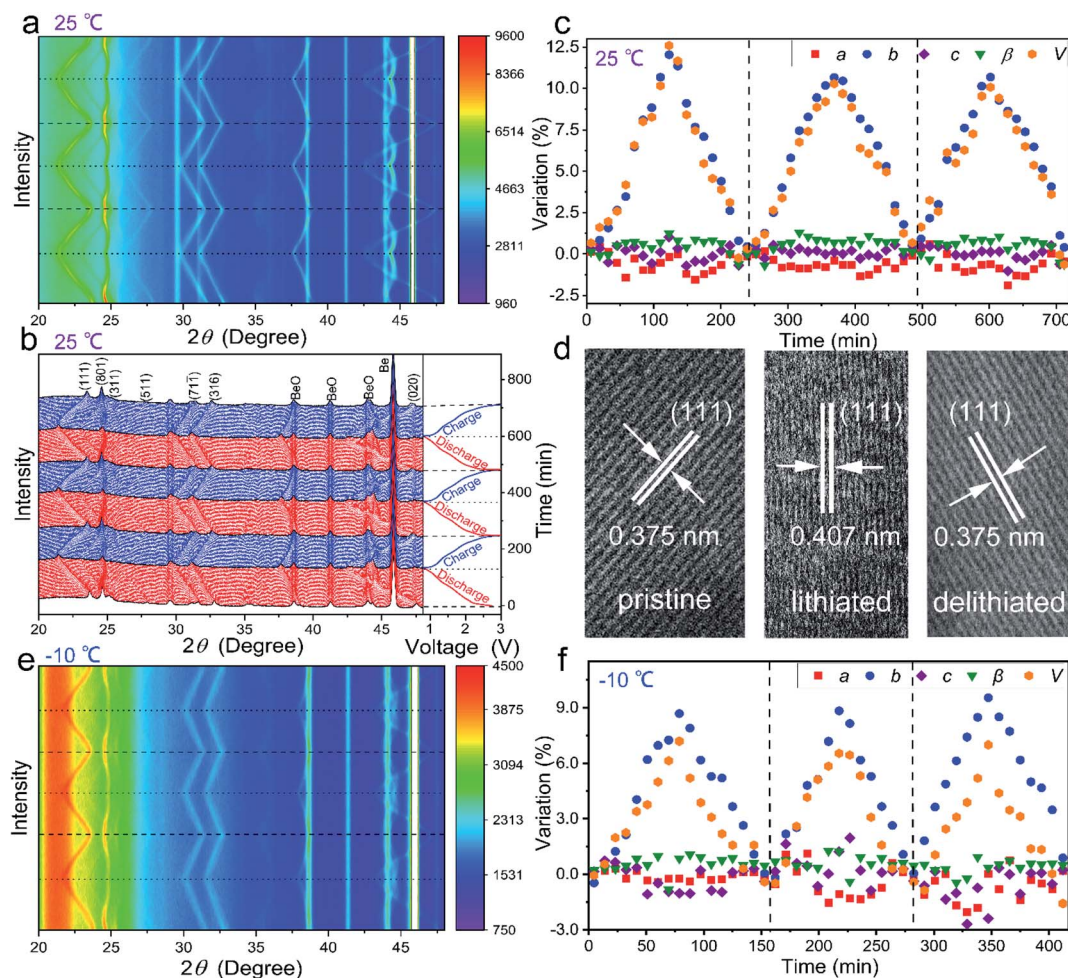 a 25 ℃
Intensity
9600
8366
6514
4663
2811
960
20 25 30 35 40 45
2θ (Degree)
c
25 ℃
a b c β V
Variation (%)
12.5
10.0
7.5
5.0
2.5
0.0
-2.5
0 100 200 300 400 500 600 700
Time (min)
b 25 ℃
Intensity
(111)
(801)
(311)
(511)
(711)
(316)
BeO
BeO
BeO
Be
(020)
Charge
Discharge
Charge
Discharge
Charge
Discharge
800
600
400
200
0
Time (min)
20 25 30 35 40 45 1 2 3
2θ (Degree) Voltage (V)
d
(111)
0.375 nm
pristine
(111)
0.407 nm
lithiated
(111)
0.375 nm
delithiated
e -10 ℃
Intensity
4500
3875
3094
2313
1531
750
20 25 30 35 40 45
2θ (Degree)
f
-10 ℃
a b c β V
Variation (%)
9.0
6.0
3.0
0.0
-3.0
0 50 100 150 200 250 300 350 400
Time (min)